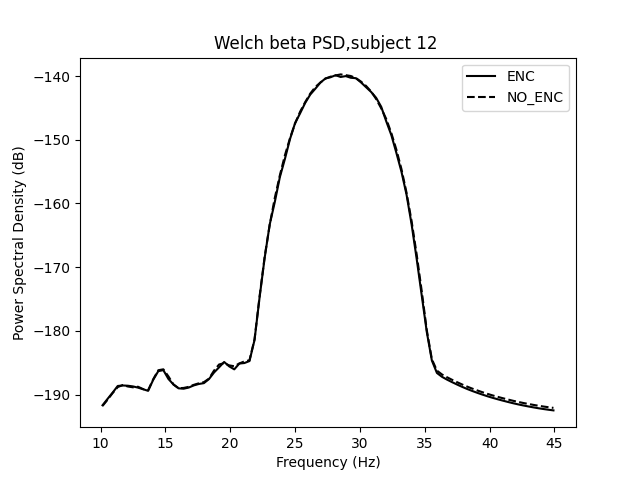 Welch beta PSD,subject 12
ENC
NO_ENC
Power Spectral Density (dB)
−140
−150
−160
−170
−180
−190
10 15 20 25 30 35 40 45
Frequency (Hz)